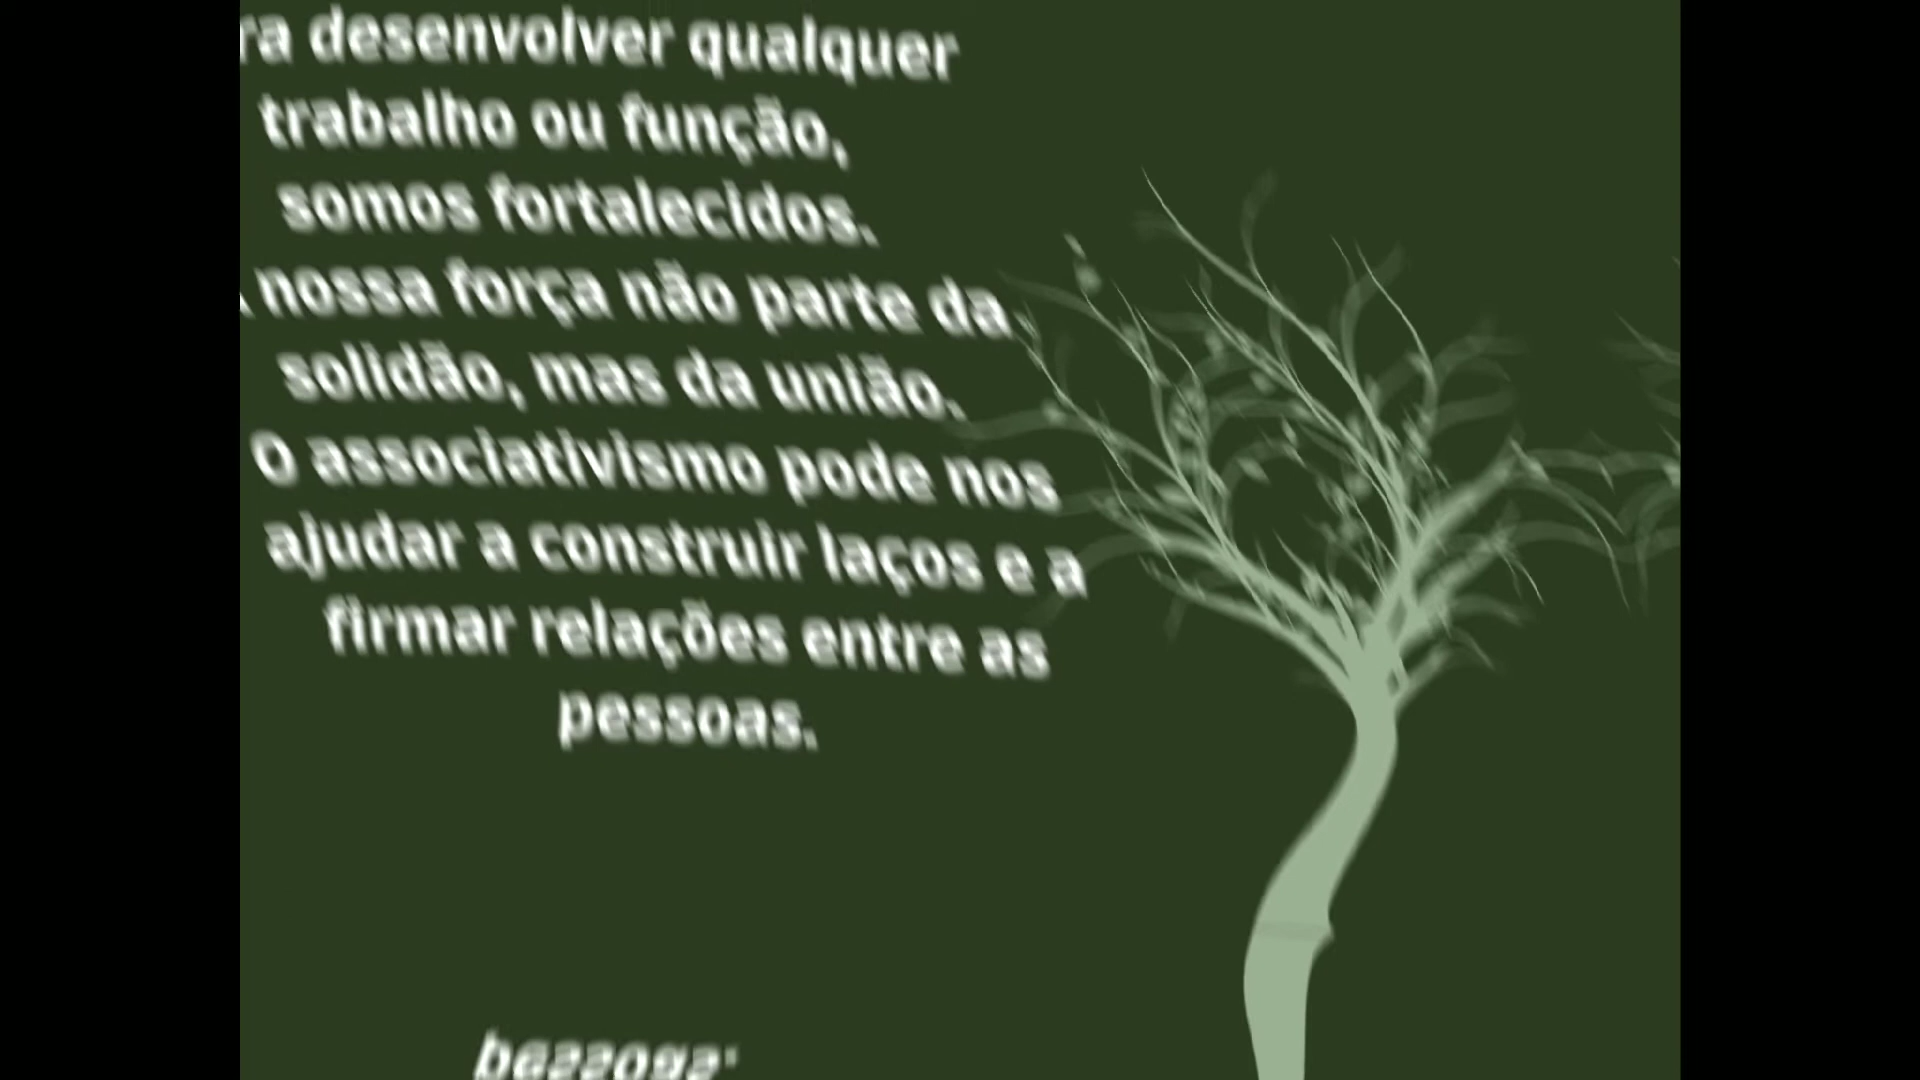 ra desenvolver qualquer
trabalho ou função,
somos fortalecidos.
nossa força não parte da
solidão, mas da união.
O associativismo pode nos
ajudar a construir laços e a
firmar relações entre as
pessoas.
pessoas.